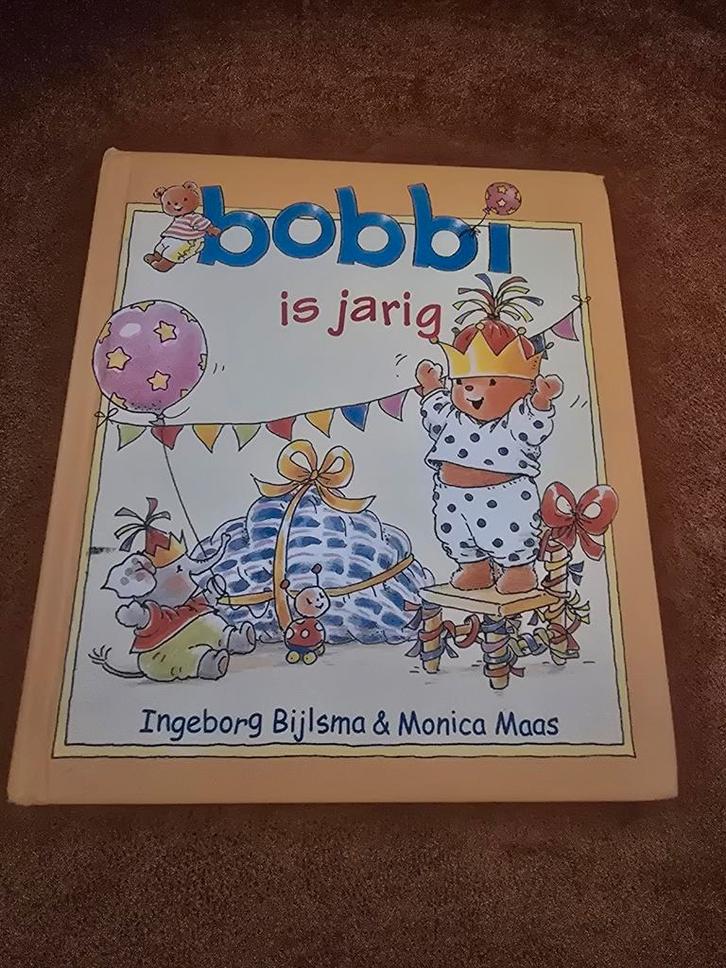 bobbi
is jarig
Ingeborg Bijlsma & Monica Maas